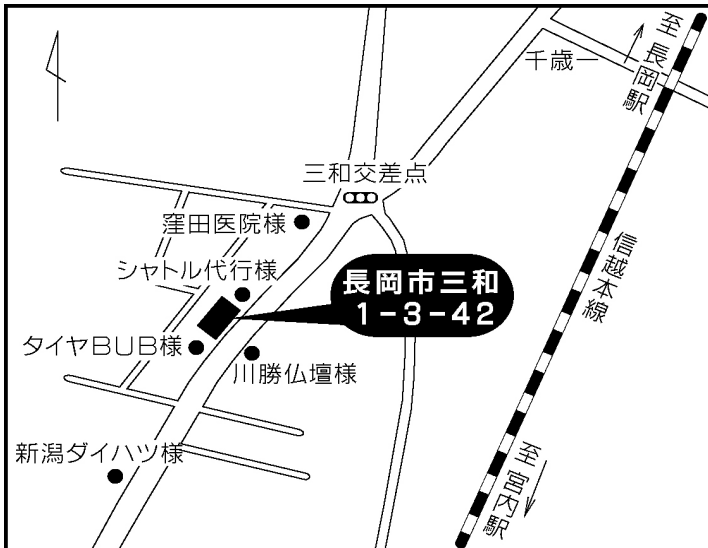 至 長岡駅
千歳一
三和交差点
窪田医院様
シャトル代行様
長岡市三和
1-3-42
信越本線
タイヤBUB様
川勝仏壇様
新潟ダイハツ様
至 宮内駅